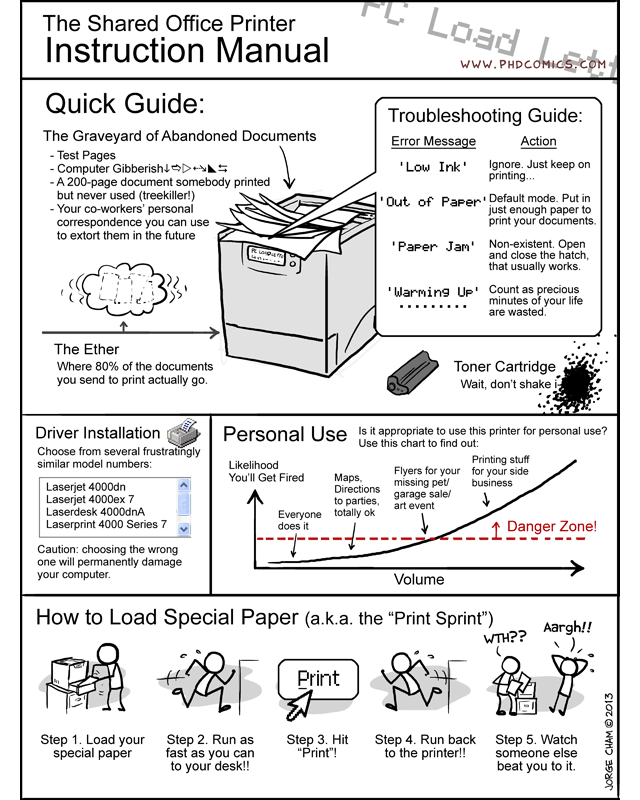 PC Load Lett
The Shared Office Printer
Instruction Manual
WWW.PHDCOMICS.COM
Quick Guide:
The Graveyard of Abandoned Documents
- Test Pages
- Computer Gibberish↓⇨▷↔↘◣⇆
- A 200-page document somebody printed
but never used (treekiller!)
- Your co-workers' personal
correspondence you can use
to extort them in the future
PC LOAD LETT
The Ether
Where 80% of the documents
you send to print actually go.
Troubleshooting Guide:
Error Message Action
'Low Ink' Ignore. Just keep on
printing...
'Out of Paper' Default mode. Put in
just enough paper to
print your documents.
'Paper Jam' Non-existent. Open
and close the hatch,
that usually works.
'Warming Up' Count as precious
......... minutes of your life
are wasted.
Toner Cartridge
Wait, don't shake i
Driver Installation
Choose from several frustratingly
similar model numbers:
Laserjet 4000dn
Laserjet 4000ex 7
Laserdesk 4000dnA
Laserprint 4000 Series 7
Caution: choosing the wrong
one will permanently damage
your computer.
Personal Use
Is it appropriate to use this printer for personal use?
Use this chart to find out:
Likelihood
You'll Get Fired
Everyone
does it
Maps,
Directions
to parties,
totally ok
Flyers for your
missing pet/
garage sale/
art event
Printing stuff
for your side
business
Danger Zone!
Volume
How to Load Special Paper (a.k.a. the "Print Sprint")
Print
WTH??
Aargh!!
Step 1. Load your
special paper
Step 2. Run as
fast as you can
to your desk!!
Step 3. Hit
"Print"!
Step 4. Run back
to the printer!!
Step 5. Watch
someone else
beat you to it.
JORGE CHAM © 2013